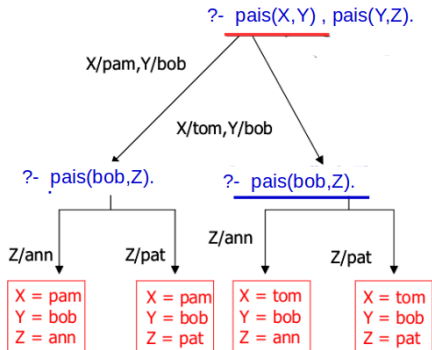 ?- pais(X,Y) , pais(Y,Z).
X/pam,Y/bob
X/tom,Y/bob
?- pais(bob,Z).
?- pais(bob,Z).
Z/ann
Z/pat
Z/ann
Z/pat
X = pam
Y = bob
Z = ann
X = pam
Y = bob
Z = pat
X = tom
Y = bob
Z = ann
X = tom
Y = bob
Z = pat